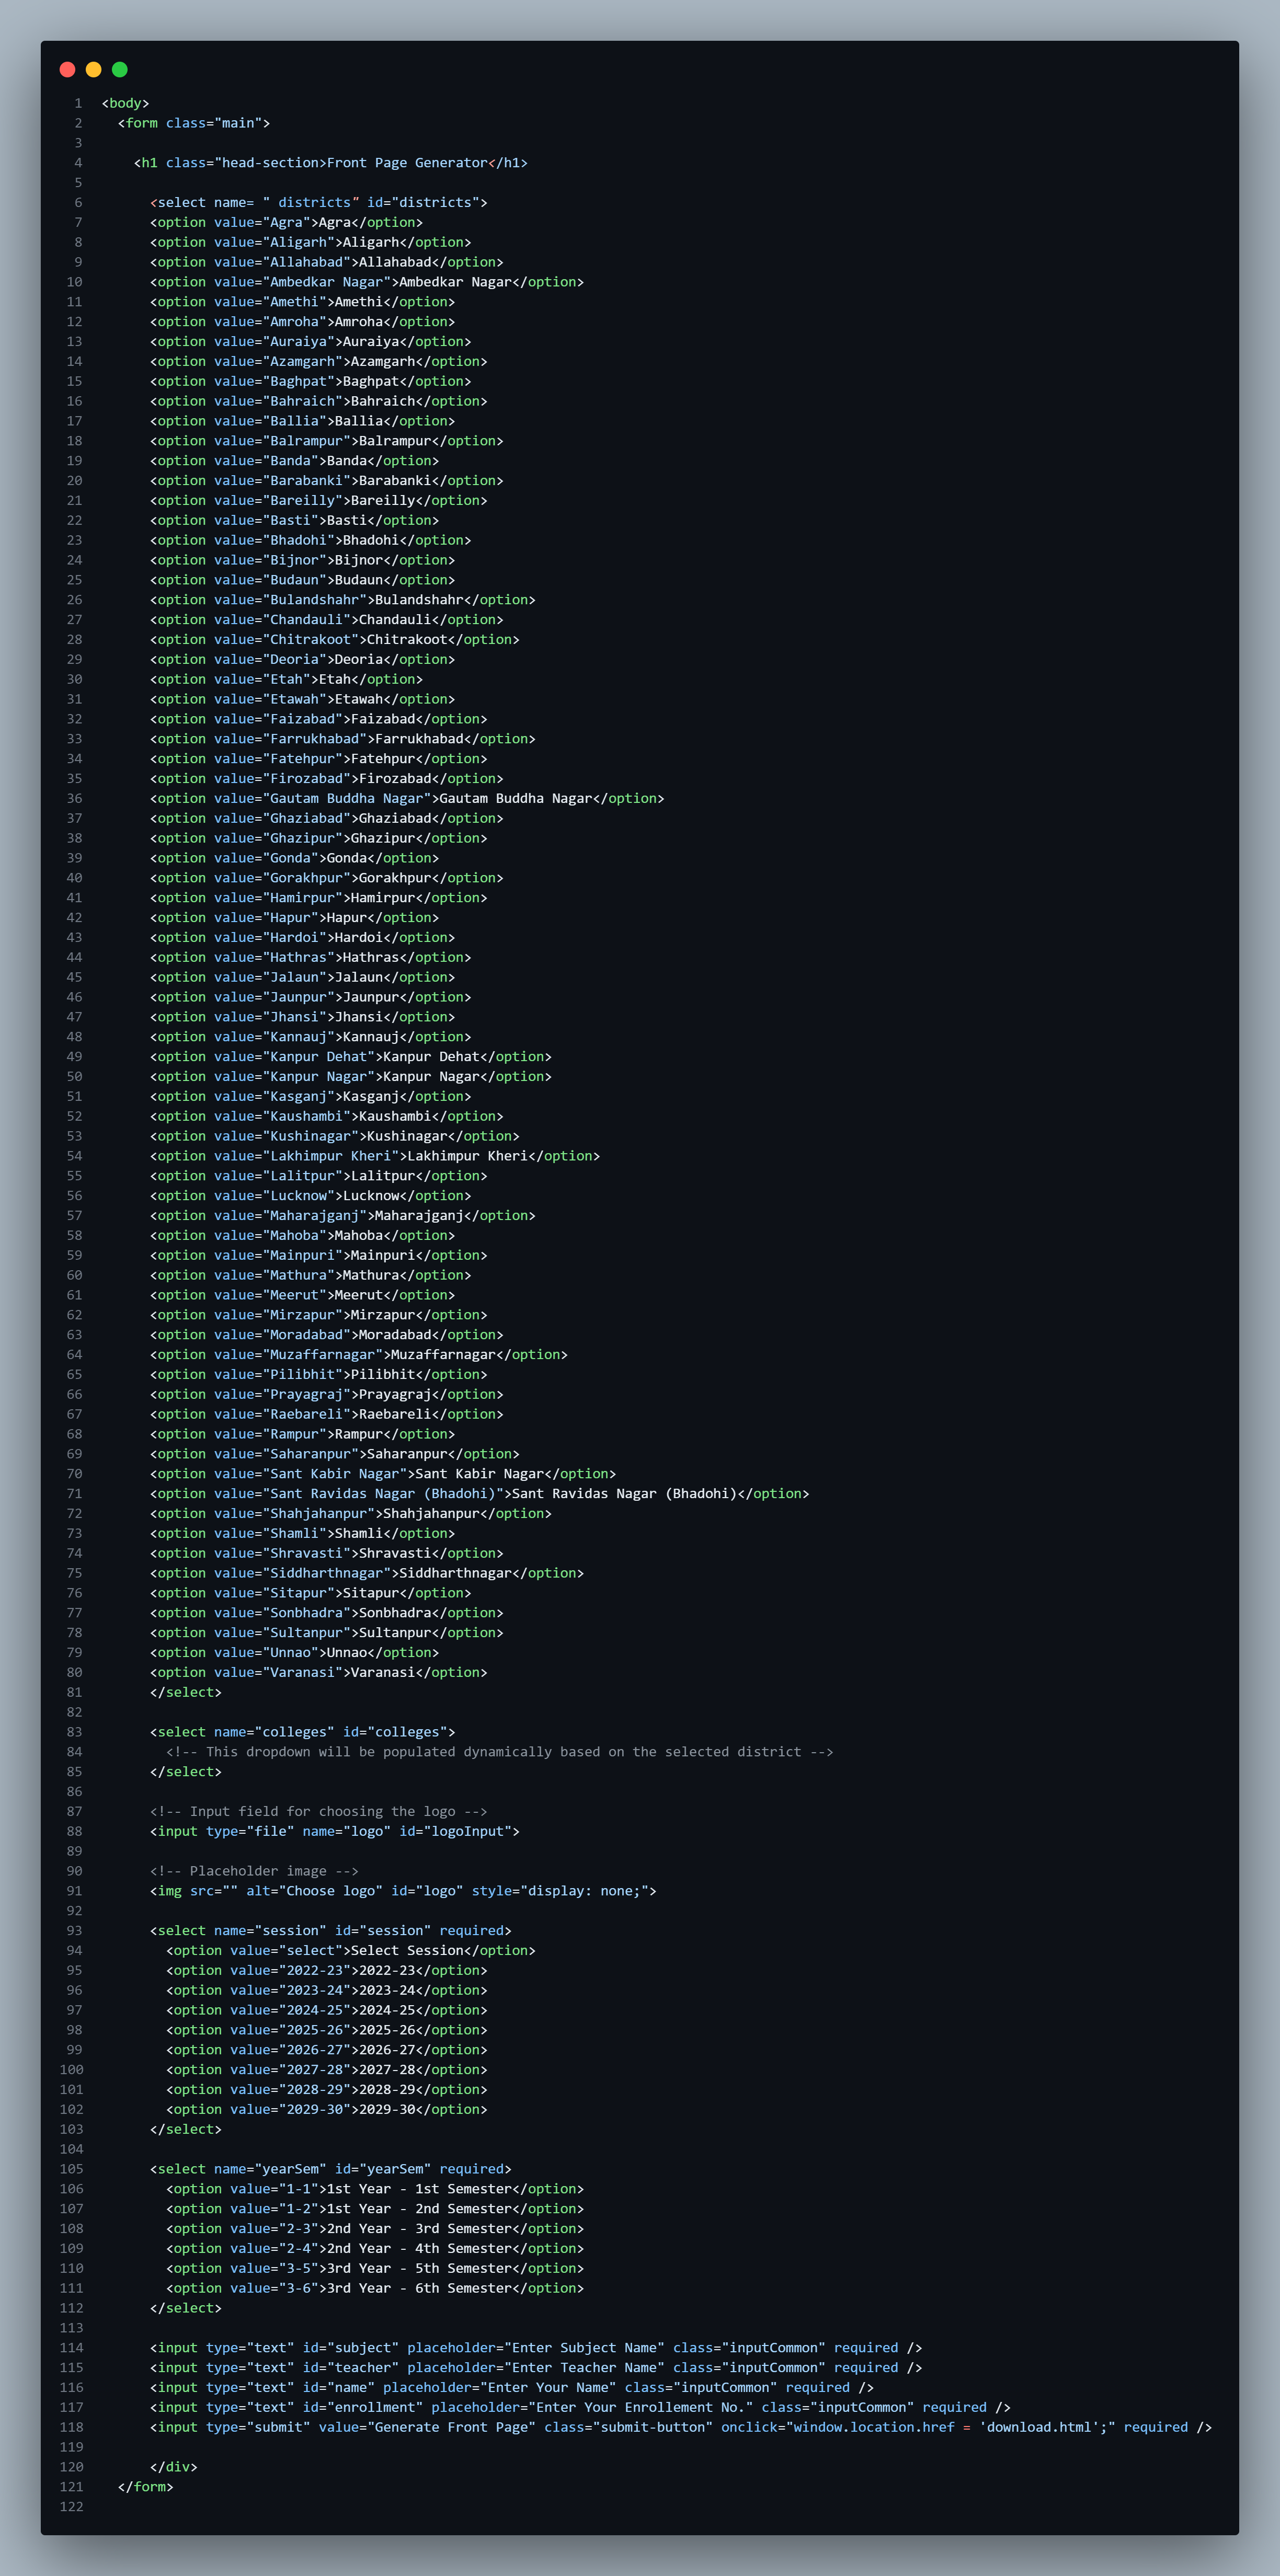 1 <body>
2 <form class="main">
3
4 <h1 class="head-section>Front Page Generator</h1>
5
6 <select name= " districts” id="districts">
7 <option value="Agra">Agra</option>
8 <option value="Aligarh">Aligarh</option>
9 <option value="Allahabad">Allahabad</option>
10 <option value="Ambedkar Nagar">Ambedkar Nagar</option>
11 <option value="Amethi">Amethi</option>
12 <option value="Amroha">Amroha</option>
13 <option value="Auraiya">Auraiya</option>
14 <option value="Azamgarh">Azamgarh</option>
15 <option value="Baghpat">Baghpat</option>
16 <option value="Bahraich">Bahraich</option>
17 <option value="Ballia">Ballia</option>
18 <option value="Balrampur">Balrampur</option>
19 <option value="Banda">Banda</option>
20 <option value="Barabanki">Barabanki</option>
21 <option value="Bareilly">Bareilly</option>
22 <option value="Basti">Basti</option>
23 <option value="Bhadohi">Bhadohi</option>
24 <option value="Bijnor">Bijnor</option>
25 <option value="Budaun">Budaun</option>
26 <option value="Bulandshahr">Bulandshahr</option>
27 <option value="Chandauli">Chandauli</option>
28 <option value="Chitrakoot">Chitrakoot</option>
29 <option value="Deoria">Deoria</option>
30 <option value="Etah">Etah</option>
31 <option value="Etawah">Etawah</option>
32 <option value="Faizabad">Faizabad</option>
33 <option value="Farrukhabad">Farrukhabad</option>
34 <option value="Fatehpur">Fatehpur</option>
35 <option value="Firozabad">Firozabad</option>
36 <option value="Gautam Buddha Nagar">Gautam Buddha Nagar</option>
37 <option value="Ghaziabad">Ghaziabad</option>
38 <option value="Ghazipur">Ghazipur</option>
39 <option value="Gonda">Gonda</option>
40 <option value="Gorakhpur">Gorakhpur</option>
41 <option value="Hamirpur">Hamirpur</option>
42 <option value="Hapur">Hapur</option>
43 <option value="Hardoi">Hardoi</option>
44 <option value="Hathras">Hathras</option>
45 <option value="Jalaun">Jalaun</option>
46 <option value="Jaunpur">Jaunpur</option>
47 <option value="Jhansi">Jhansi</option>
48 <option value="Kannauj">Kannauj</option>
49 <option value="Kanpur Dehat">Kanpur Dehat</option>
50 <option value="Kanpur Nagar">Kanpur Nagar</option>
51 <option value="Kasganj">Kasganj</option>
52 <option value="Kaushambi">Kaushambi</option>
53 <option value="Kushinagar">Kushinagar</option>
54 <option value="Lakhimpur Kheri">Lakhimpur Kheri</option>
55 <option value="Lalitpur">Lalitpur</option>
56 <option value="Lucknow">Lucknow</option>
57 <option value="Maharajganj">Maharajganj</option>
58 <option value="Mahoba">Mahoba</option>
59 <option value="Mainpuri">Mainpuri</option>
60 <option value="Mathura">Mathura</option>
61 <option value="Meerut">Meerut</option>
62 <option value="Mirzapur">Mirzapur</option>
63 <option value="Moradabad">Moradabad</option>
64 <option value="Muzaffarnagar">Muzaffarnagar</option>
65 <option value="Pilibhit">Pilibhit</option>
66 <option value="Prayagraj">Prayagraj</option>
67 <option value="Raebareli">Raebareli</option>
68 <option value="Rampur">Rampur</option>
69 <option value="Saharanpur">Saharanpur</option>
70 <option value="Sant Kabir Nagar">Sant Kabir Nagar</option>
71 <option value="Sant Ravidas Nagar (Bhadohi)">Sant Ravidas Nagar (Bhadohi)</option>
72 <option value="Shahjahanpur">Shahjahanpur</option>
73 <option value="Shamli">Shamli</option>
74 <option value="Shravasti">Shravasti</option>
75 <option value="Siddharthnagar">Siddharthnagar</option>
76 <option value="Sitapur">Sitapur</option>
77 <option value="Sonbhadra">Sonbhadra</option>
78 <option value="Sultanpur">Sultanpur</option>
79 <option value="Unnao">Unnao</option>
80 <option value="Varanasi">Varanasi</option>
81 </select>
82
83 <select name="colleges" id="colleges">
84 <!-- This dropdown will be populated dynamically based on the selected district -->
85 </select>
86
87 <!-- Input field for choosing the logo -->
88 <input type="file" name="logo" id="logoInput">
89
90 <!-- Placeholder image -->
91 <img src="" alt="Choose logo" id="logo" style="display: none;">
92
93 <select name="session" id="session" required>
94 <option value="select">Select Session</option>
95 <option value="2022-23">2022-23</option>
96 <option value="2023-24">2023-24</option>
97 <option value="2024-25">2024-25</option>
98 <option value="2025-26">2025-26</option>
99 <option value="2026-27">2026-27</option>
100 <option value="2027-28">2027-28</option>
101 <option value="2028-29">2028-29</option>
102 <option value="2029-30">2029-30</option>
103 </select>
104
105 <select name="yearSem" id="yearSem" required>
106 <option value="1-1">1st Year - 1st Semester</option>
107 <option value="1-2">1st Year - 2nd Semester</option>
108 <option value="2-3">2nd Year - 3rd Semester</option>
109 <option value="2-4">2nd Year - 4th Semester</option>
110 <option value="3-5">3rd Year - 5th Semester</option>
111 <option value="3-6">3rd Year - 6th Semester</option>
112 </select>
113
114 <input type="text" id="subject" placeholder="Enter Subject Name" class="inputCommon" required />
115 <input type="text" id="teacher" placeholder="Enter Teacher Name" class="inputCommon" required />
116 <input type="text" id="name" placeholder="Enter Your Name" class="inputCommon" required />
117 <input type="text" id="enrollment" placeholder="Enter Your Enrollement No." class="inputCommon" required />
118 <input type="submit" value="Generate Front Page" class="submit-button" onclick="window.location.href = 'download.html';" required />
119
120 </div>
121 </form>
122